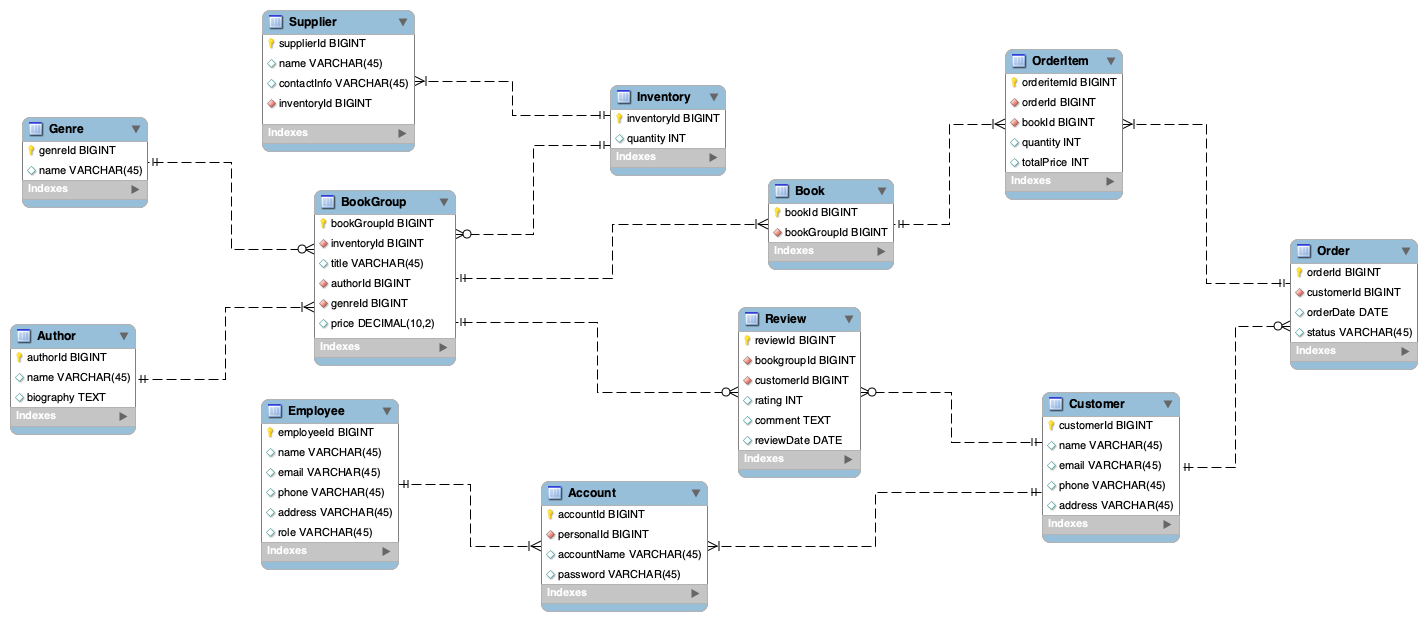 Supplier
supplierId BIGINT
name VARCHAR(45)
contactInfo VARCHAR(45)
inventoryId BIGINT
Indexes
Genre
genreId BIGINT
name VARCHAR(45)
Indexes
Inventory
inventoryId BIGINT
quantity INT
Indexes
OrderItem
orderitemId BIGINT
orderId BIGINT
bookId BIGINT
quantity INT
totalPrice INT
Indexes
BookGroup
bookGroupId BIGINT
inventoryId BIGINT
title VARCHAR(45)
authorId BIGINT
genreId BIGINT
price DECIMAL(10,2)
Indexes
Book
bookId BIGINT
bookGroupId BIGINT
Indexes
Order
orderId BIGINT
customerId BIGINT
orderDate DATE
status VARCHAR(45)
Indexes
Author
authorId BIGINT
name VARCHAR(45)
biography TEXT
Indexes
Review
reviewId BIGINT
bookgroupId BIGINT
customerId BIGINT
rating INT
comment TEXT
reviewDate DATE
Indexes
Employee
employeeId BIGINT
name VARCHAR(45)
email VARCHAR(45)
phone VARCHAR(45)
address VARCHAR(45)
role VARCHAR(45)
Indexes
Customer
customerId BIGINT
name VARCHAR(45)
email VARCHAR(45)
phone VARCHAR(45)
address VARCHAR(45)
Indexes
Account
accountId BIGINT
personalId BIGINT
accountName VARCHAR(45)
password VARCHAR(45)
Indexes